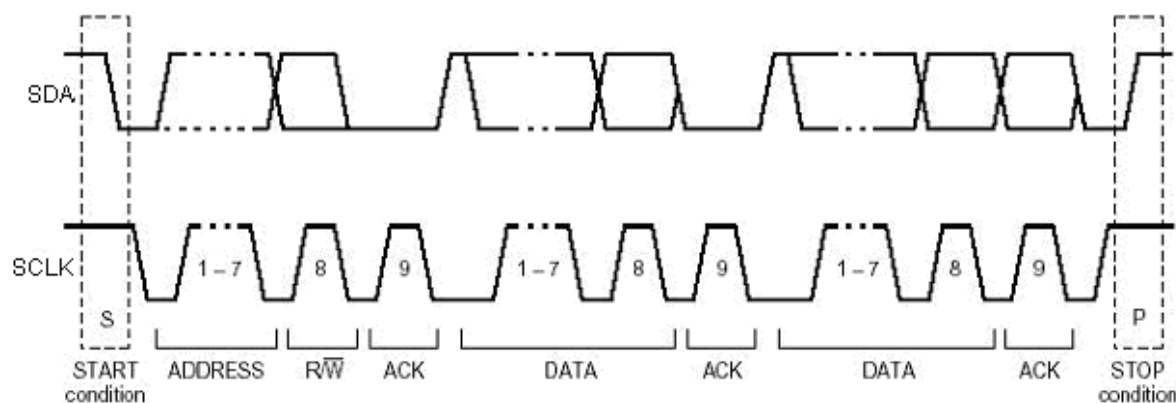 SDA
SCLK
1 – 7 8 9 1 – 7 8 9 1 – 7 8 9
S P
START condition ADDRESS R/W̅ ACK DATA ACK DATA ACK STOP condition